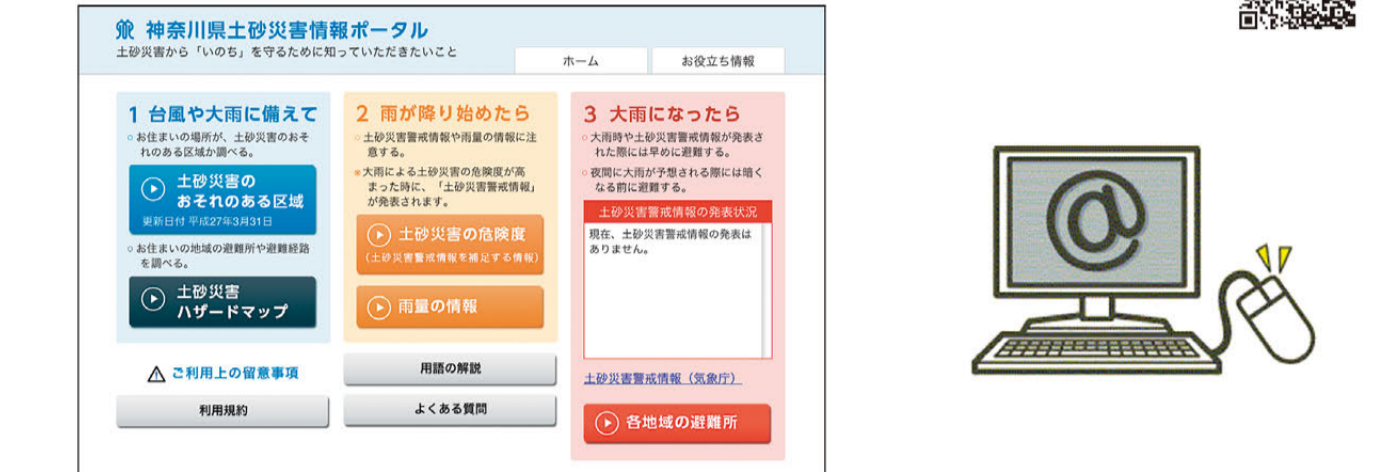 神奈川県土砂災害情報ポータル
土砂災害から「いのち」を守るために知っていただきたいこと
ホーム
お役立ち情報
1 台風や大雨に備えて
お住まいの場所が、土砂災害のおそ
れのある区域か調べる。
土砂災害の
おそれのある区域
更新日付 平成27年3月31日
お住まいの地域の避難所や避難経路
を調べる。
土砂災害
ハザードマップ
ご利用上の留意事項
利用規約
2 雨が降り始めたら
土砂災害警戒情報や雨量の情報に注
意する。
大雨による土砂災害の危険度が高
まった時に、「土砂災害警戒情報」
が発表されます。
土砂災害の危険度
(土砂災害警戒情報を補足する情報)
雨量の情報
用語の解説
よくある質問
3 大雨になったら
大雨時や土砂災害警戒情報が発表さ
れた際には早めに避難する。
夜間に大雨が予想される際には暗く
なる前に避難する。
土砂災害警戒情報の発表状況
現在、土砂災害警戒情報の発表は
ありません。
土砂災害警戒情報（気象庁）
各地域の避難所
@